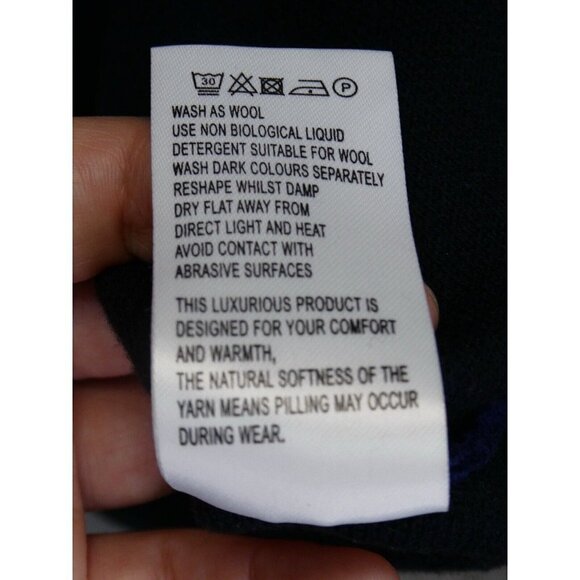 30 P
WASH AS WOOL
USE NON BIOLOGICAL LIQUID
DETERGENT SUITABLE FOR WOOL
WASH DARK COLOURS SEPARATELY
RESHAPE WHILST DAMP
DRY FLAT AWAY FROM
DIRECT LIGHT AND HEAT
AVOID CONTACT WITH
ABRASIVE SURFACES
THIS LUXURIOUS PRODUCT IS
DESIGNED FOR YOUR COMFORT
AND WARMTH,
THE NATURAL SOFTNESS OF THE
YARN MEANS PILLING MAY OCCUR
DURING WEAR.